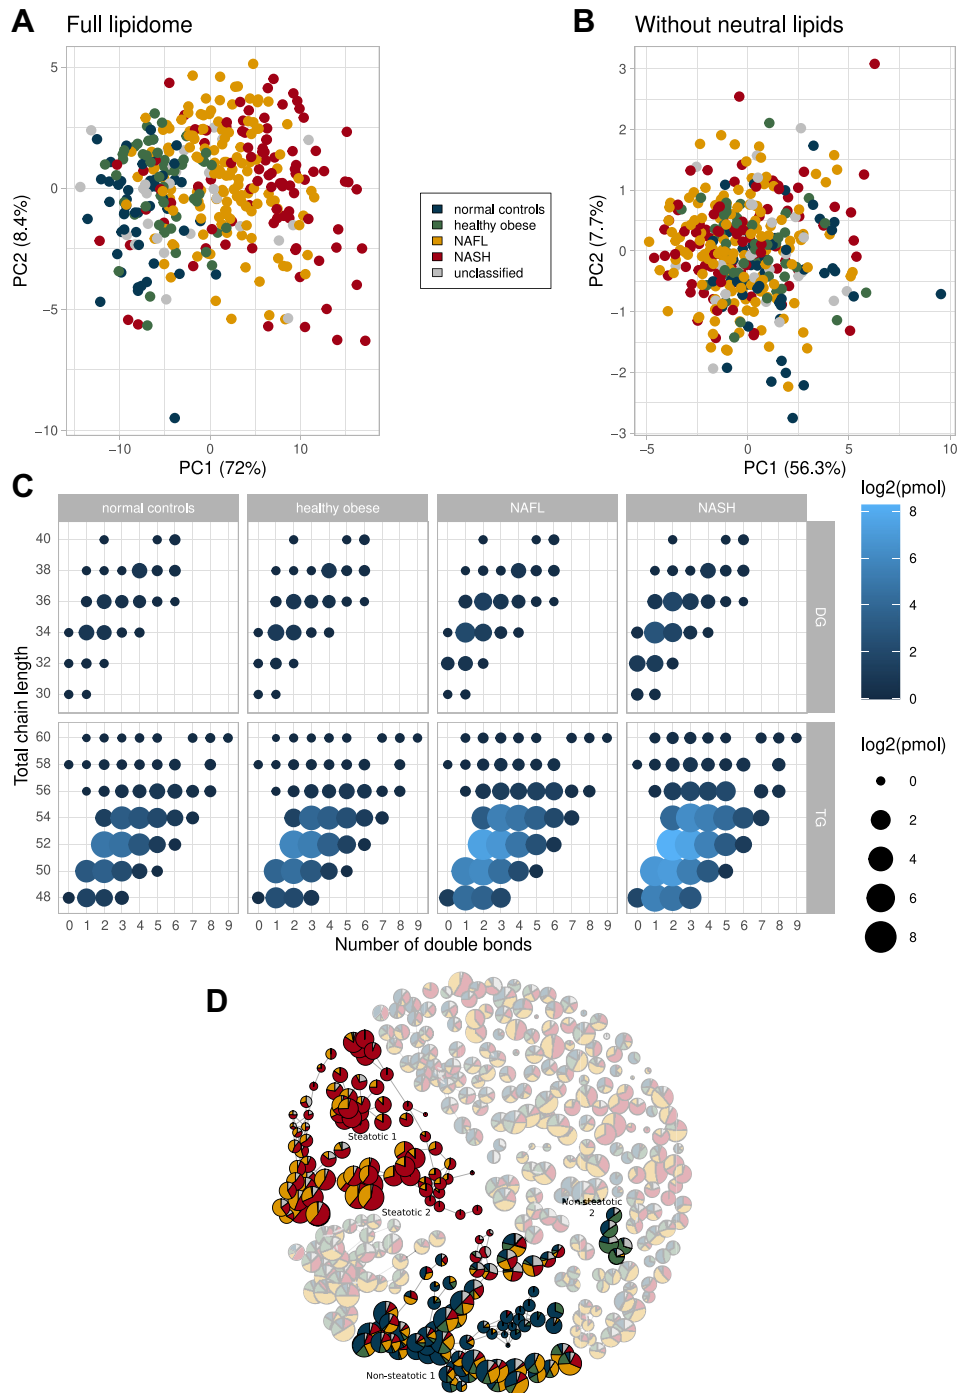 A Full lipidome
B Without neutral lipids
5
0
−5
−10
PC2 (8.4%)
−10
0
10
PC1 (72%)
normal controls
healthy obese
NAFL
NASH
unclassified
3
2
1
0
−1
−2
−3
PC2 (7.7%)
−5
0
5
10
PC1 (56.3%)
C
normal controls
healthy obese
NAFL
NASH
40
38
36
34
32
30
DG
60
58
56
54
52
50
48
TG
Total chain length
0 1 2 3 4 5 6 7 8 9
0 1 2 3 4 5 6 7 8 9
0 1 2 3 4 5 6 7 8 9
0 1 2 3 4 5 6 7 8 9
Number of double bonds
log2(pmol)
8
6
4
2
0
log2(pmol)
0
2
4
6
8
D
Steatotic 1
Steatotic 2
Non-steatotic
2
Non-steatotic 1